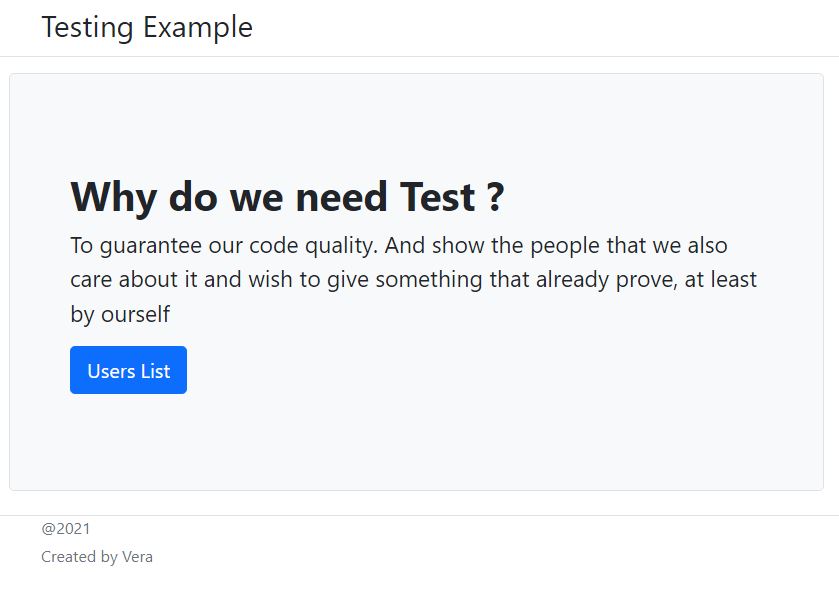 Testing Example
Why do we need Test ?
To guarantee our code quality. And show the people that we also
care about it and wish to give something that already prove, at least
by ourself
Users List
@2021
Created by Vera